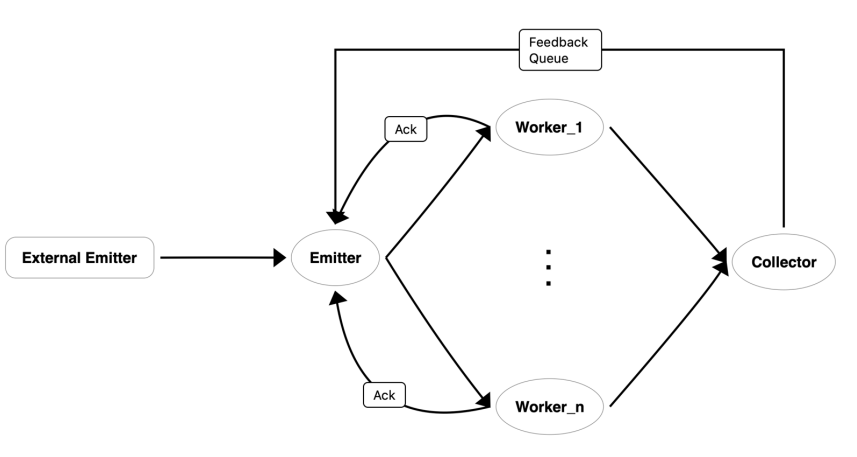 Feedback
Queue
Ack
Worker_1
External Emitter
Emitter
Collector
Ack
Worker_n